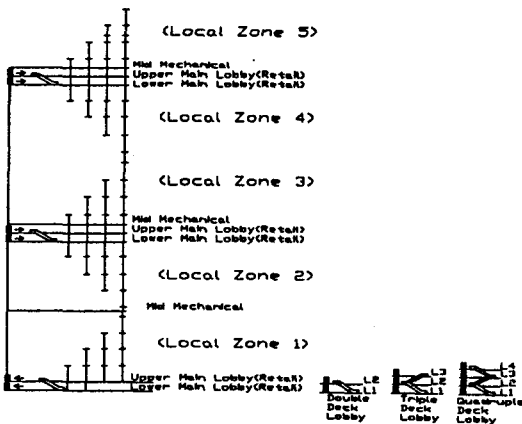 (Local Zone 5)
Mid Mechanical
Upper Main Lobby(Retail)
Lower Main Lobby(Retail)
(Local Zone 4)
(Local Zone 3)
Mid Mechanical
Upper Main Lobby(Retail)
Lower Main Lobby(Retail)
(Local Zone 2)
Mid Mechanical
(Local Zone 1)
Upper Main Lobby(Retail)
Lower Main Lobby(Retail)
L2
L1
Double
Deck
Lobby
L3
L2
L1
Triple
Deck
Lobby
L4
L3
L2
L1
Quadruple
Deck
Lobby